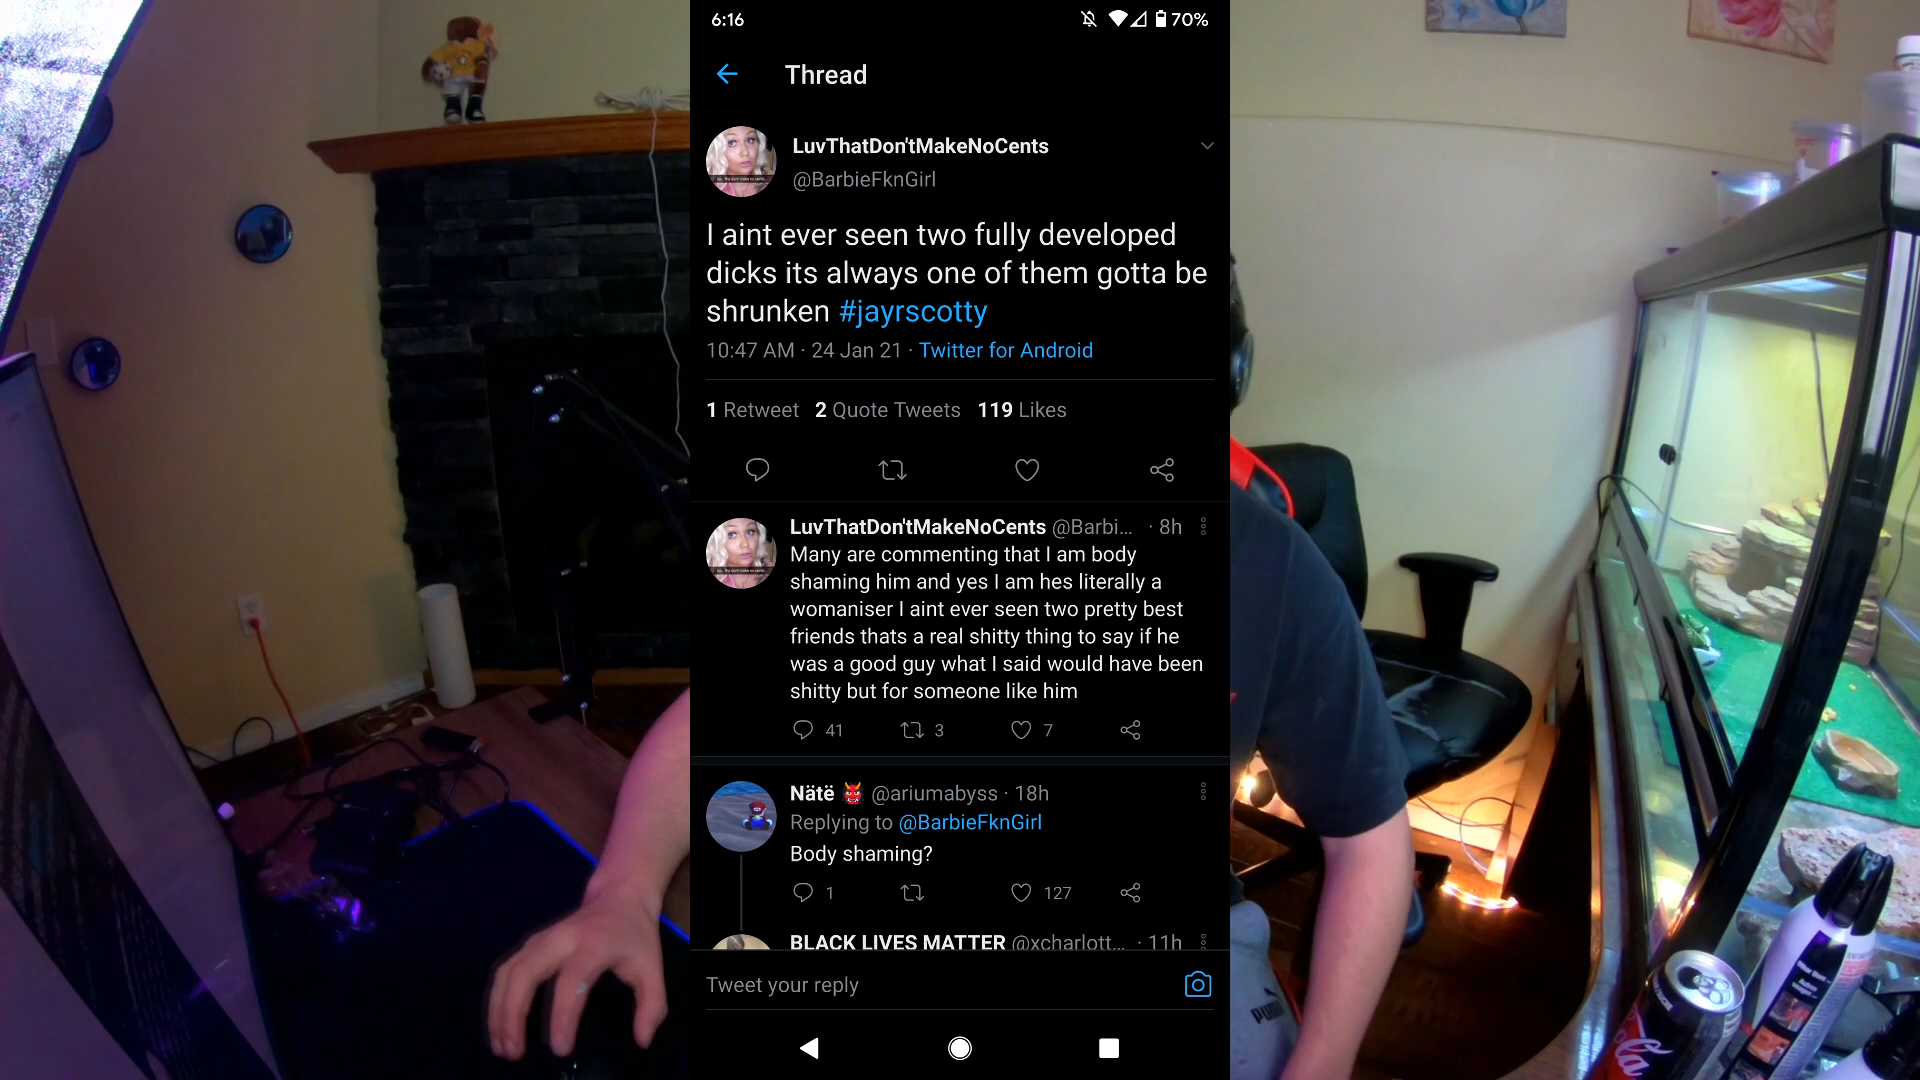 6:16
70%
Thread
LuvThatDon'tMakeNoCents
@BarbieFknGirl
I aint ever seen two fully developed
dicks its always one of them gotta be
shrunken #jayrscotty
10:47 AM · 24 Jan 21 · Twitter for Android
1 Retweet 2 Quote Tweets 119 Likes
LuvThatDon'tMakeNoCents @Barbi... · 8h
Many are commenting that I am body
shaming him and yes I am hes literally a
womaniser I aint ever seen two pretty best
friends thats a real shitty thing to say if he
was a good guy what I said would have been
shitty but for someone like him
41 3 7
Nätë 👹 @ariumabyss · 18h
Replying to @BarbieFknGirl
Body shaming?
1 127
BLACK LIVES MATTER @xcharlott... · 11h
Tweet your reply